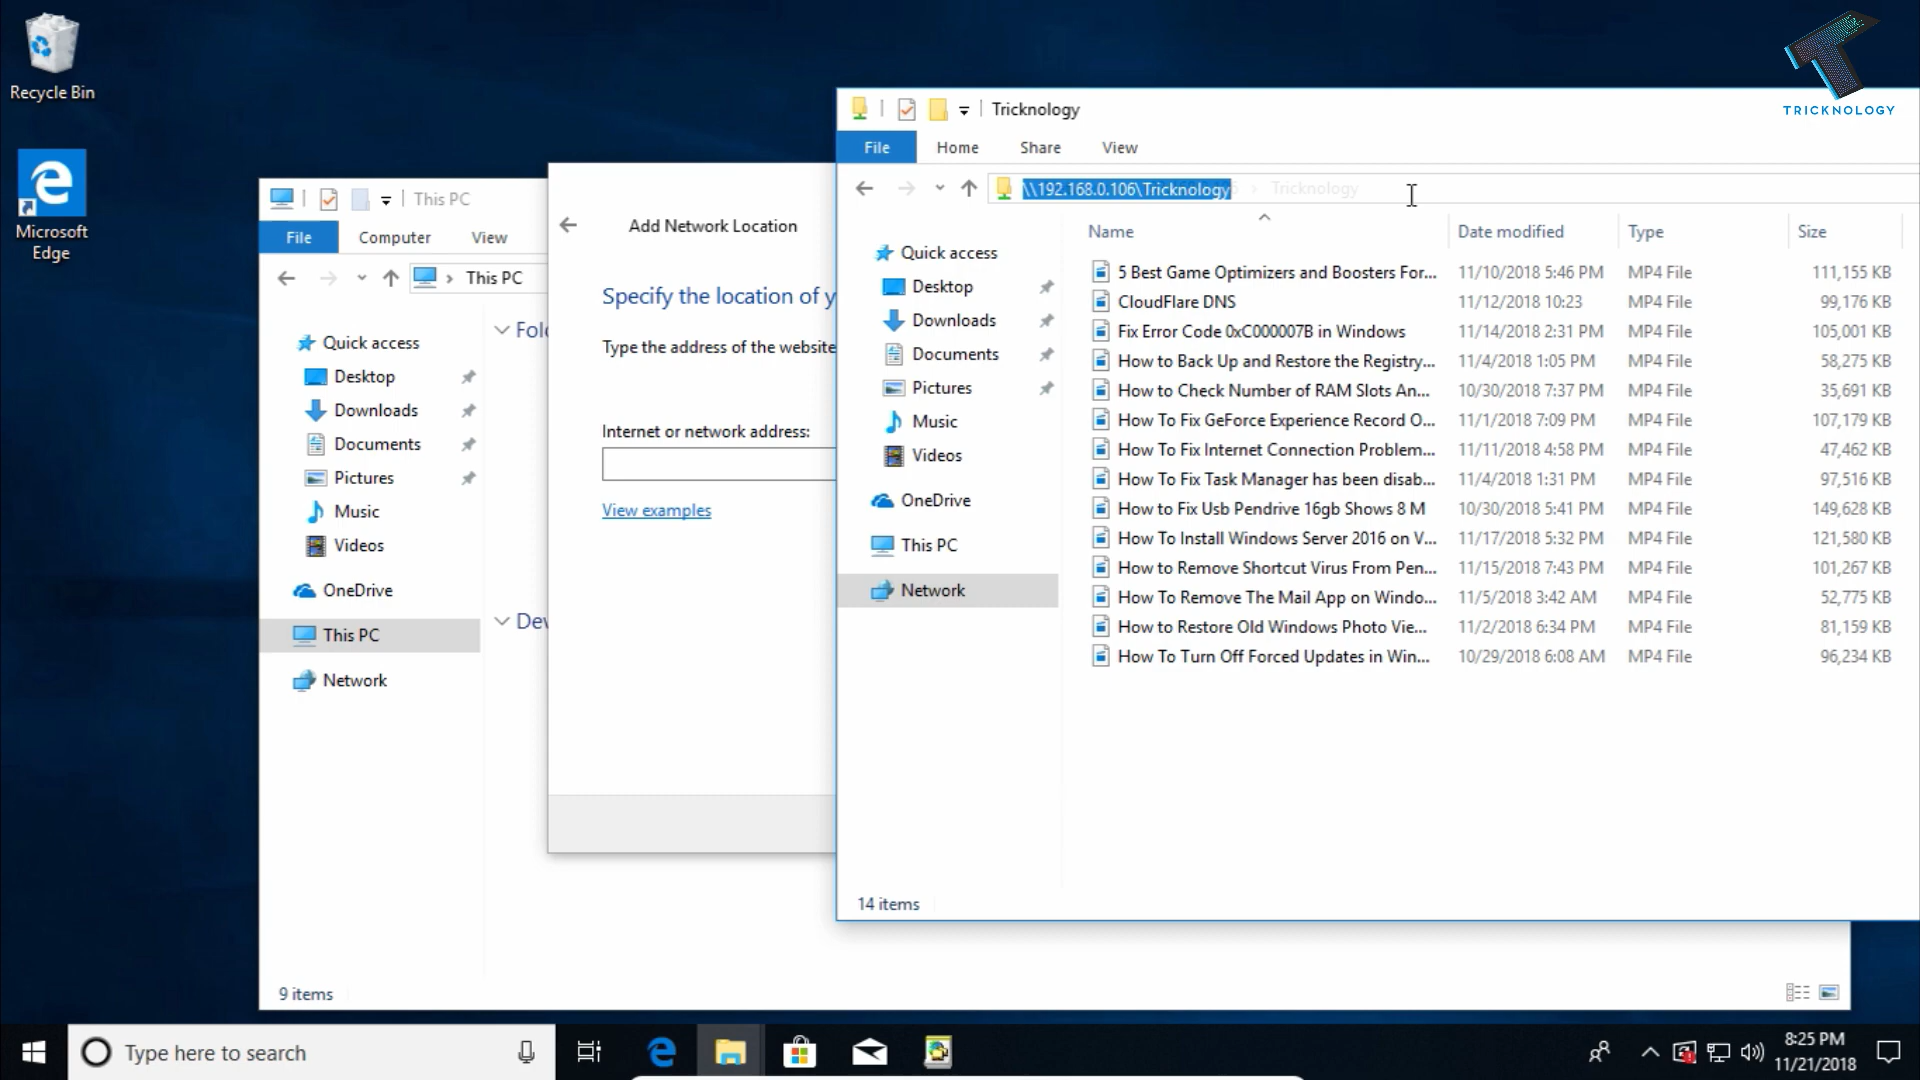 Recycle Bin
Microsoft
Edge
TRICKNOLOGY
This PC
File
Computer
View
This PC
Quick access
Desktop
Downloads
Documents
Pictures
Music
Videos
OneDrive
This PC
Network
9 items
Add Network Location
Specify the location of y
Type the address of the website
Internet or network address:
View examples
Tricknology
File
Home
Share
View
\\192.168.0.106\Tricknology
Tricknology
Quick access
Desktop
Downloads
Documents
Pictures
Music
Videos
OneDrive
This PC
Network
Name Date modified Type Size
5 Best Game Optimizers and Boosters For... 11/10/2018 5:46 PM MP4 File 111,155 KB
CloudFlare DNS 11/12/2018 10:23 MP4 File 99,176 KB
Fix Error Code 0xC000007B in Windows 11/14/2018 2:31 PM MP4 File 105,001 KB
How to Back Up and Restore the Registry... 11/4/2018 1:05 PM MP4 File 58,275 KB
How to Check Number of RAM Slots An... 10/30/2018 7:37 PM MP4 File 35,691 KB
How To Fix GeForce Experience Record O... 11/1/2018 7:09 PM MP4 File 107,179 KB
How To Fix Internet Connection Problem... 11/11/2018 4:58 PM MP4 File 47,462 KB
How To Fix Task Manager has been disab... 11/4/2018 1:31 PM MP4 File 97,516 KB
How to Fix Usb Pendrive 16gb Shows 8 M 10/30/2018 5:41 PM MP4 File 149,628 KB
How To Install Windows Server 2016 on V... 11/17/2018 5:32 PM MP4 File 121,580 KB
How to Remove Shortcut Virus From Pen... 11/15/2018 7:43 PM MP4 File 101,267 KB
How To Remove The Mail App on Windo... 11/5/2018 3:42 AM MP4 File 52,775 KB
How to Restore Old Windows Photo Vie... 11/2/2018 6:34 PM MP4 File 81,159 KB
How To Turn Off Forced Updates in Win... 10/29/2018 6:08 AM MP4 File 96,234 KB
14 items
Type here to search
8:25 PM
11/21/2018